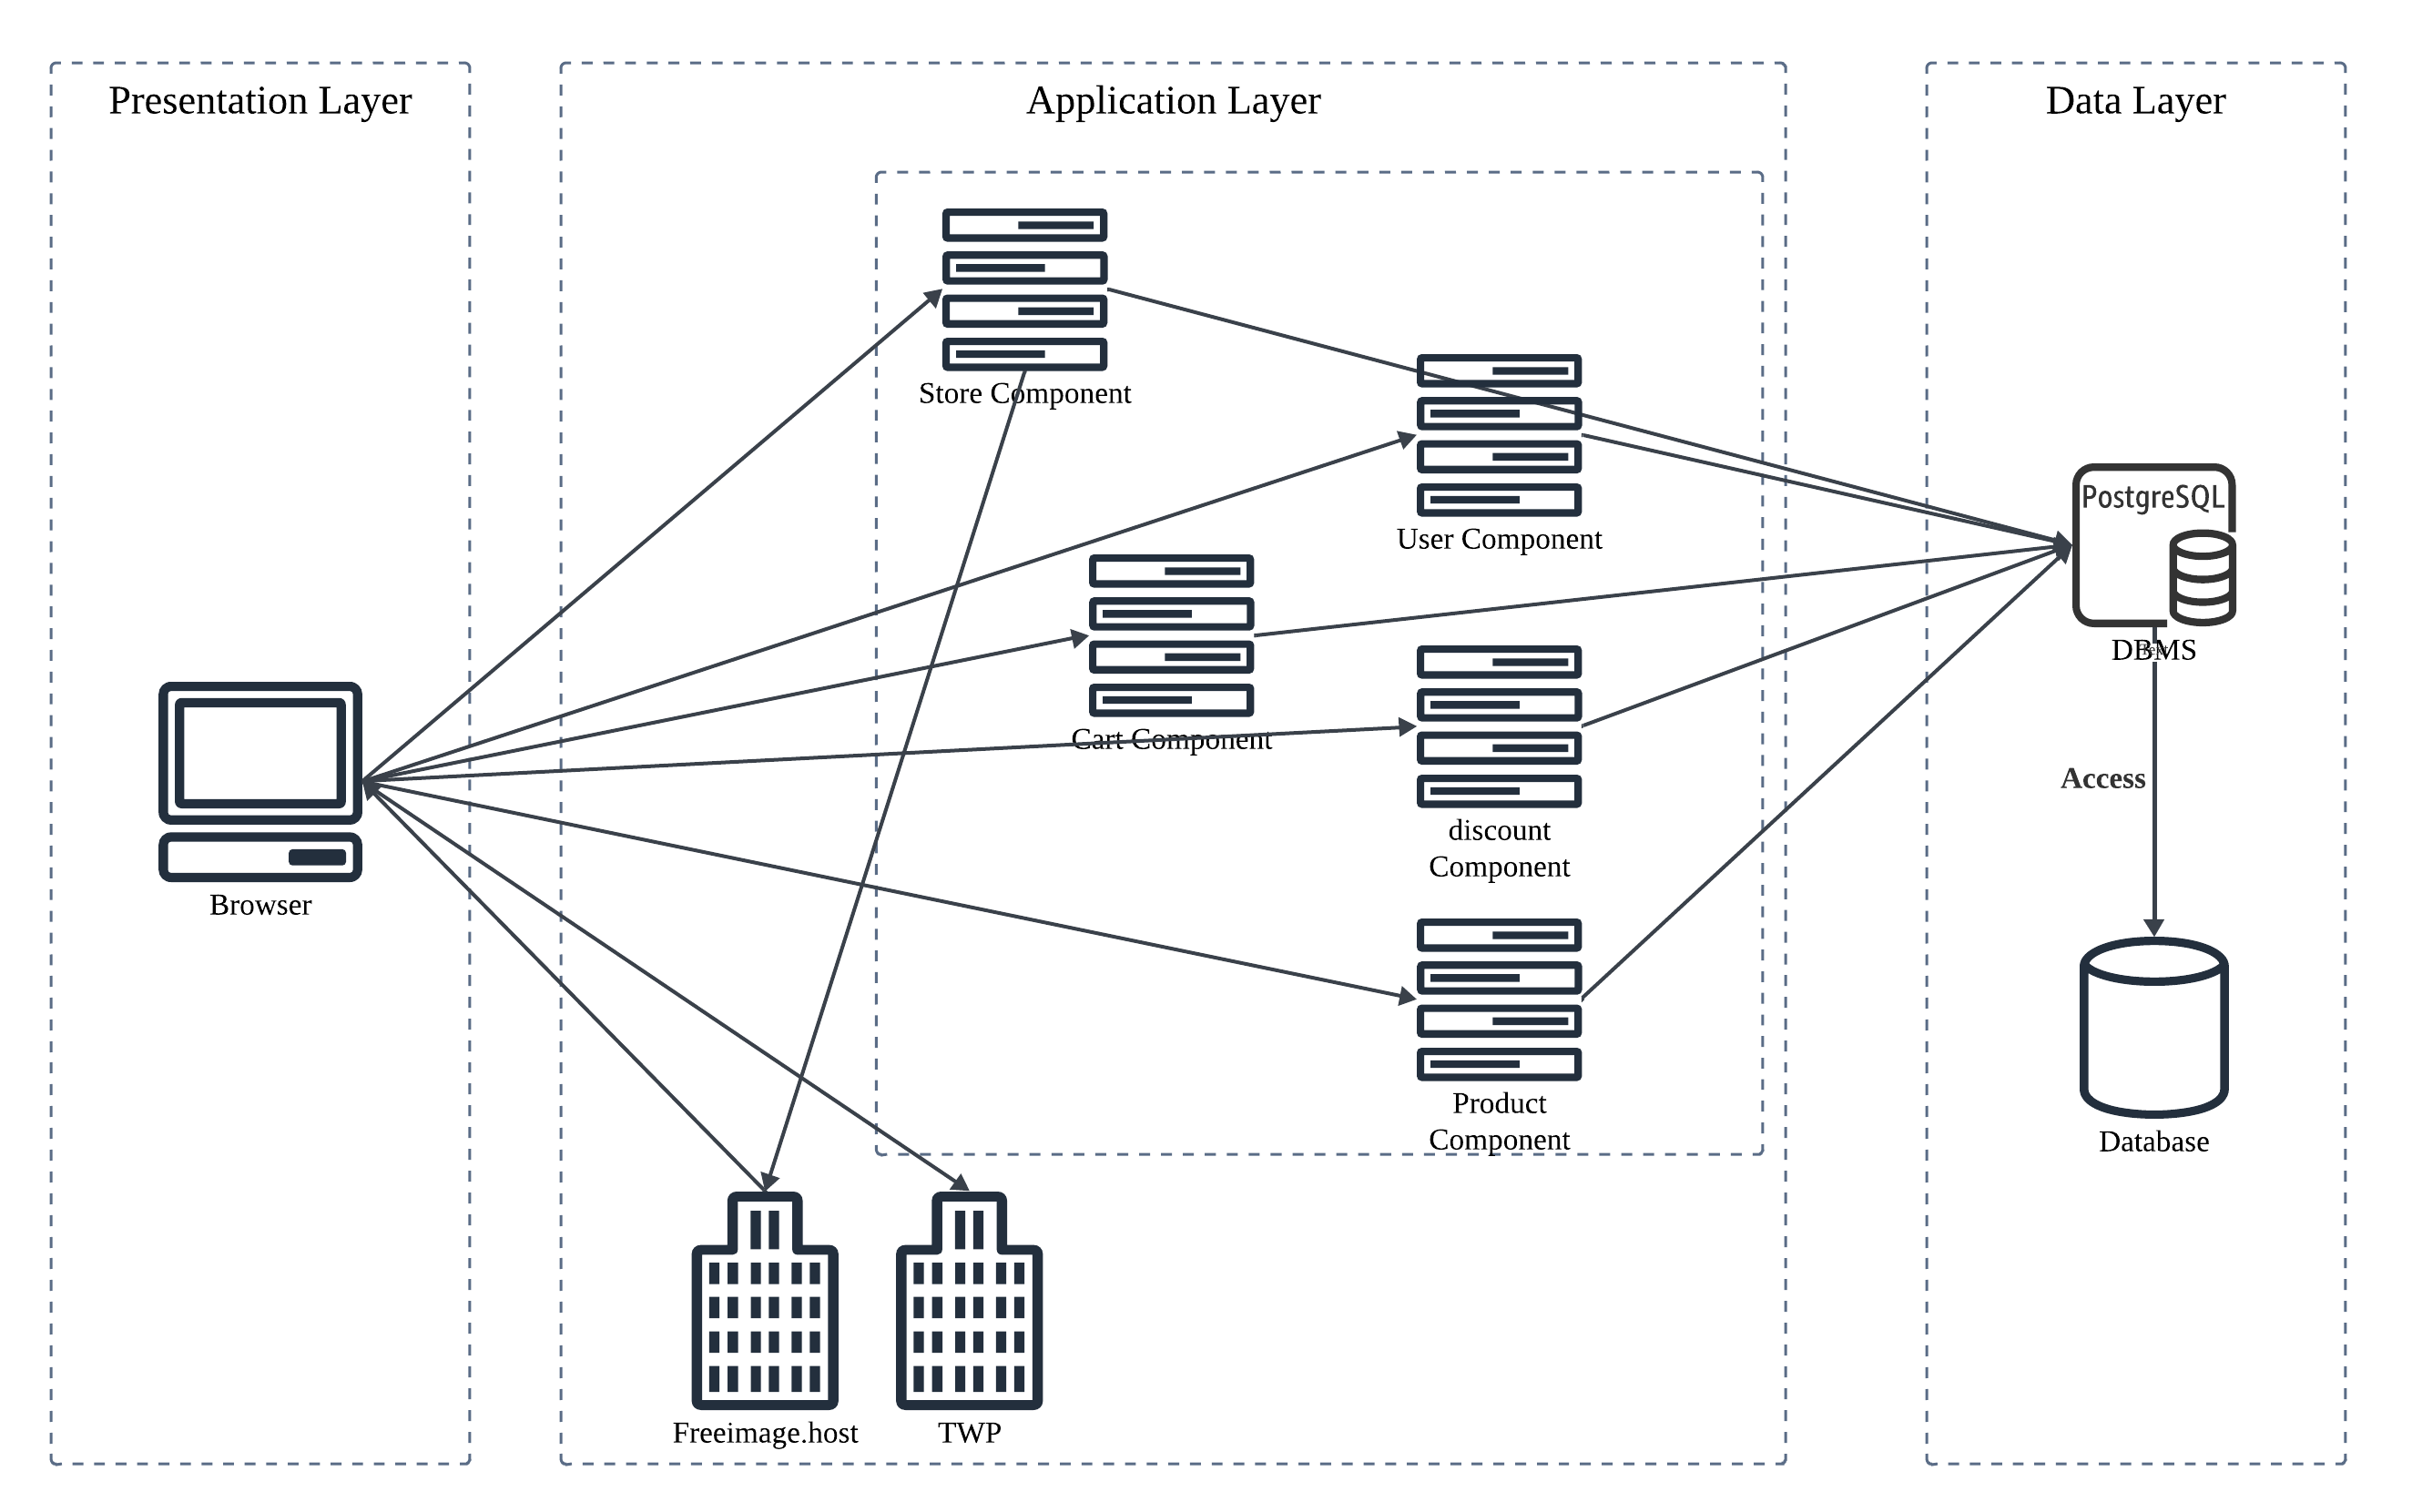 Presentation Layer
Application Layer
Data Layer
Store Component
User Component
PostgreSQL
DBMS
Text
Cart Component
Access
discount
Component
Browser
Product
Component
Database
Freeimage.host
TWP